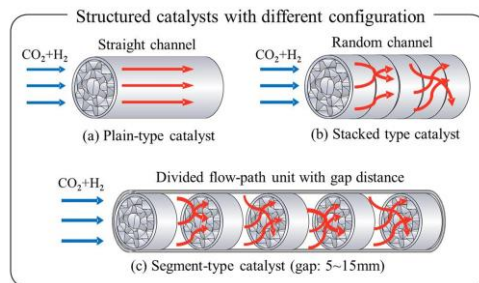 Structured catalysts with different configuration
Straight channel
CO₂+H₂
(a) Plain-type catalyst
Random channel
CO₂+H₂
(b) Stacked type catalyst
CO₂+H₂
Divided flow-path unit with gap distance
(c) Segment-type catalyst (gap: 5~15mm)